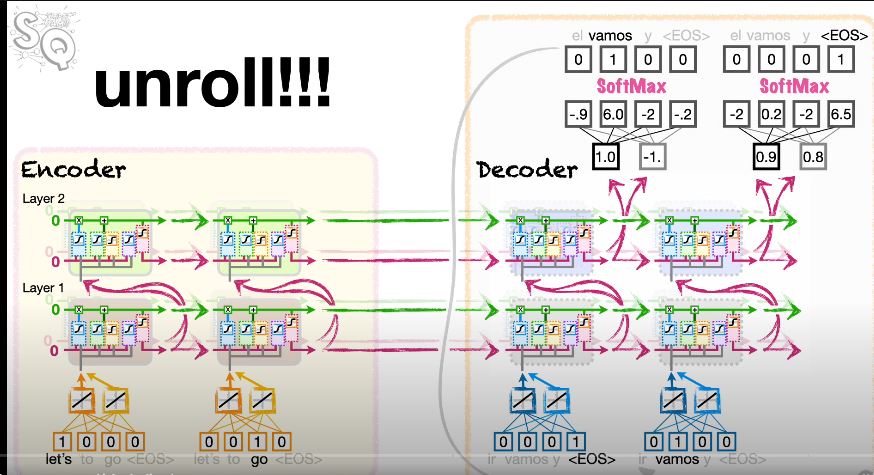 SQ
unroll!!!
Encoder
Layer 2
0
0
Layer 1
0
0
1 0 0 0
let's to go <EOS>
0 0 1 0
let's to go <EOS>
el vamos y <EOS>
0 1 0 0
SoftMax
-.9 6.0 -2 -.2
1.0 -1.
el vamos y <EOS>
0 0 0 1
SoftMax
-2 0.2 -2 6.5
0.9 0.8
Decoder
0 0 0 1
ir vamos y <EOS>
0 1 0 0
ir vamos y <EOS>